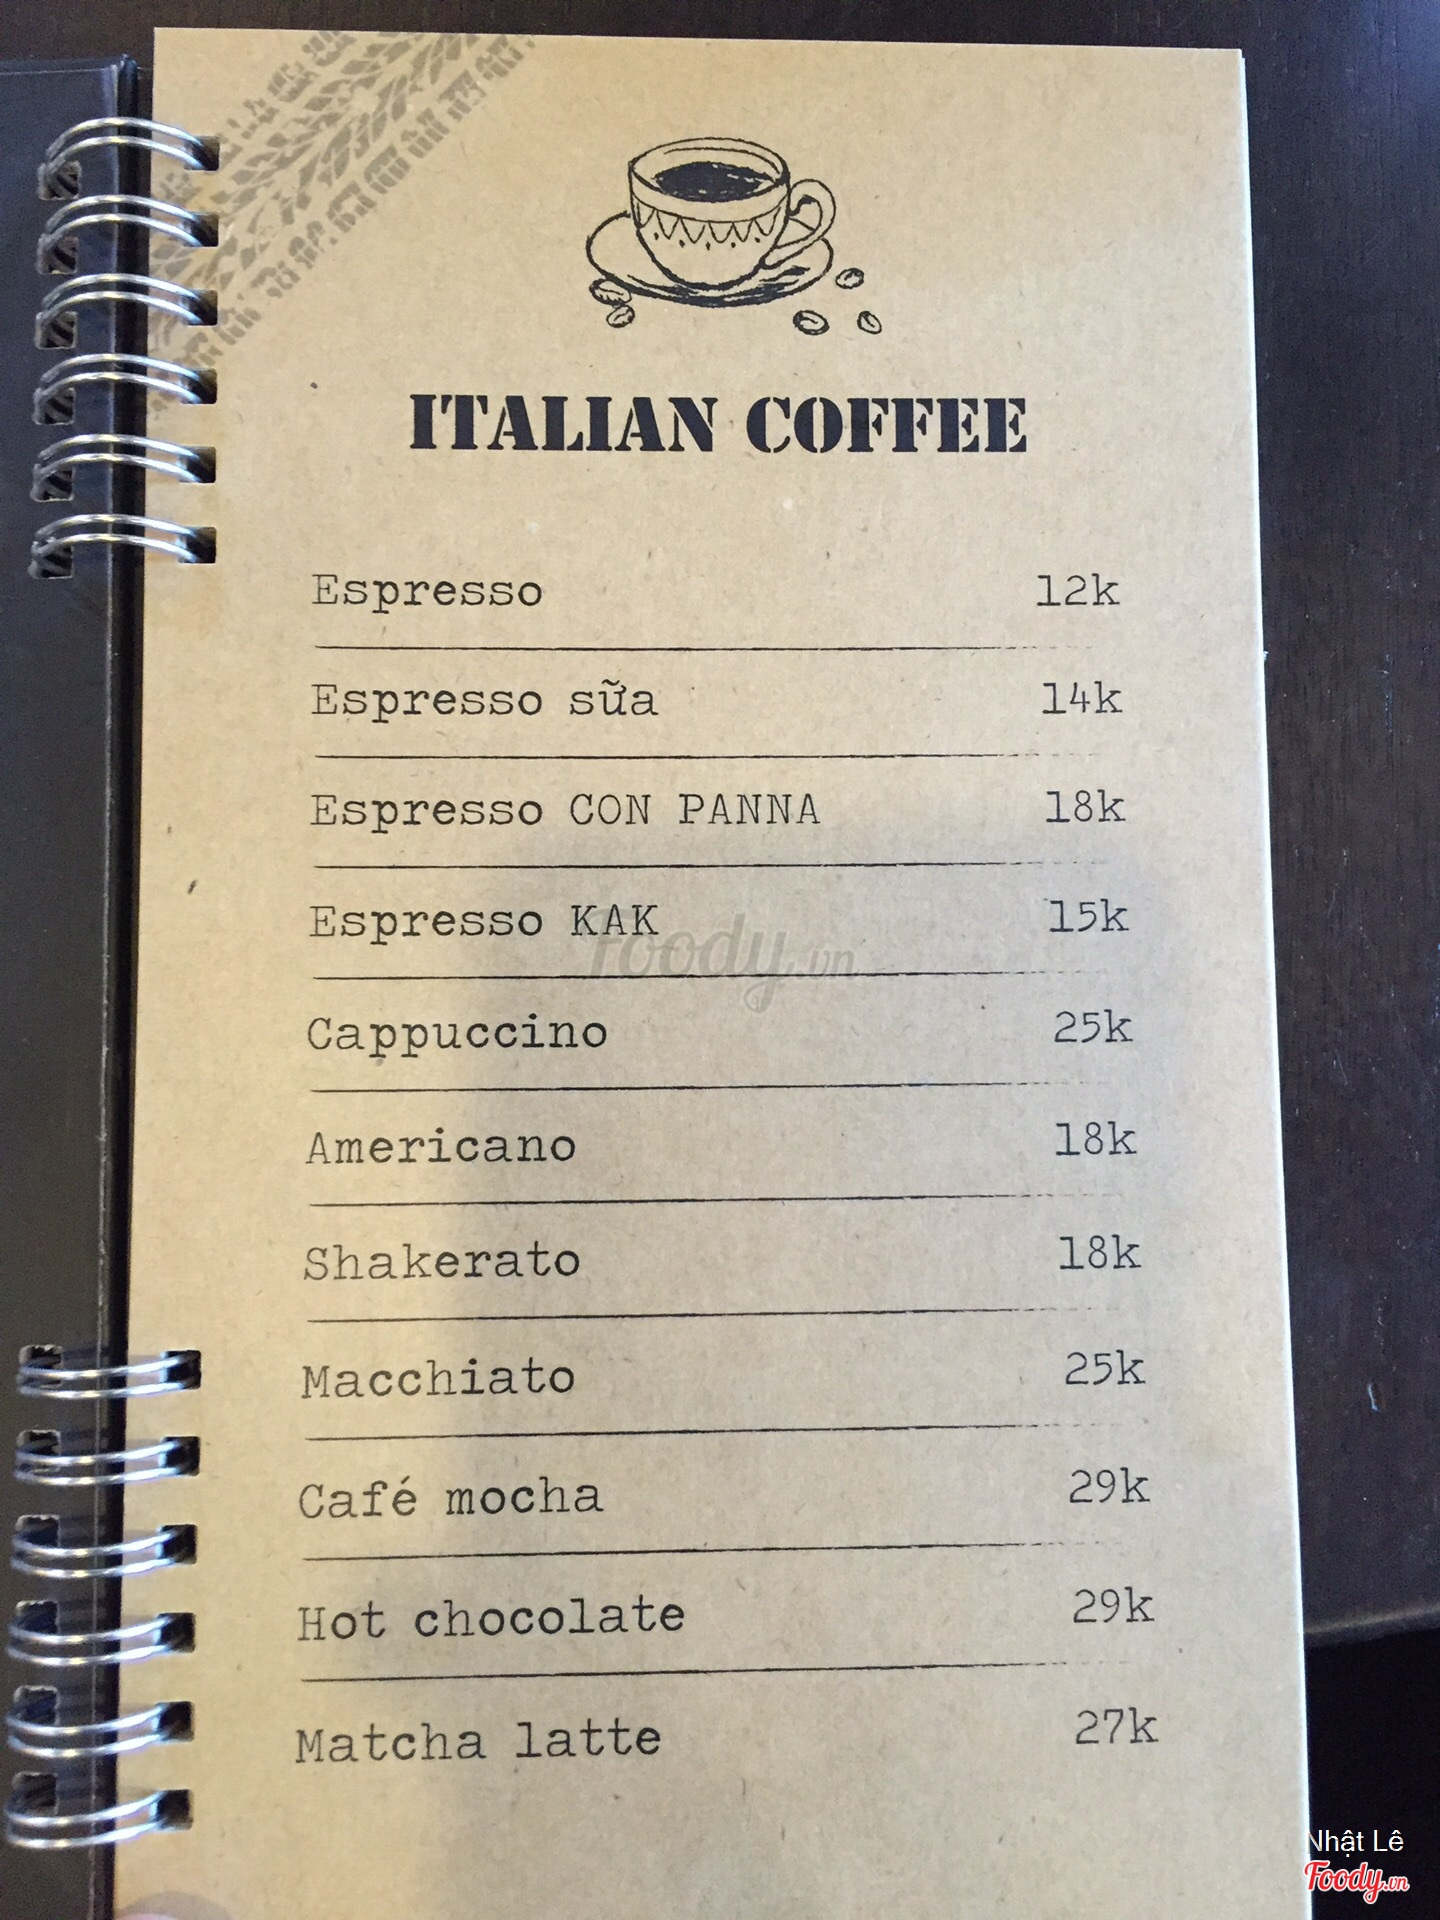 ITALIAN COFFEE
Espresso 12k
Espresso sữa 14k
Espresso CON PANNA 18k
Espresso KAK 15k
foody.vn
Cappuccino 25k
Americano 18k
Shakerato 18k
Macchiato 25k
Café mocha 29k
Hot chocolate 29k
Matcha latte 27k
Nhật Lê
Foody.vn